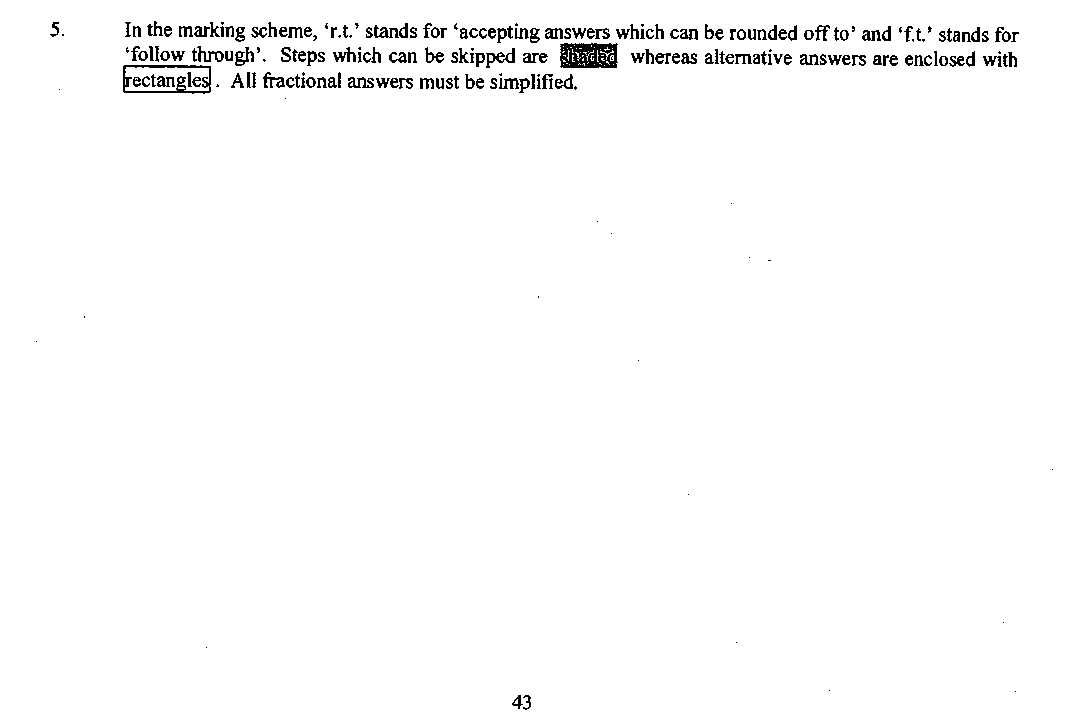 5. In the marking scheme, ‘r.t.’ stands for ‘accepting answers which can be rounded off to’ and ‘f.t.’ stands for
‘follow through’. Steps which can be skipped are shaded whereas alternative answers are enclosed with
rectangles. All fractional answers must be simplified.
43